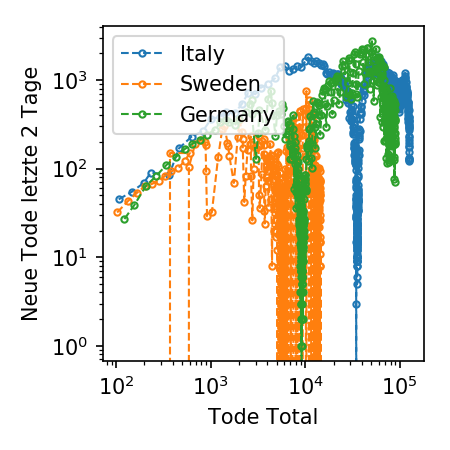 Italy
Sweden
Germany
10³
10²
10¹
10⁰
Neue Tode letzte 2 Tage
10² 10³ 10⁴ 10⁵
Tode Total